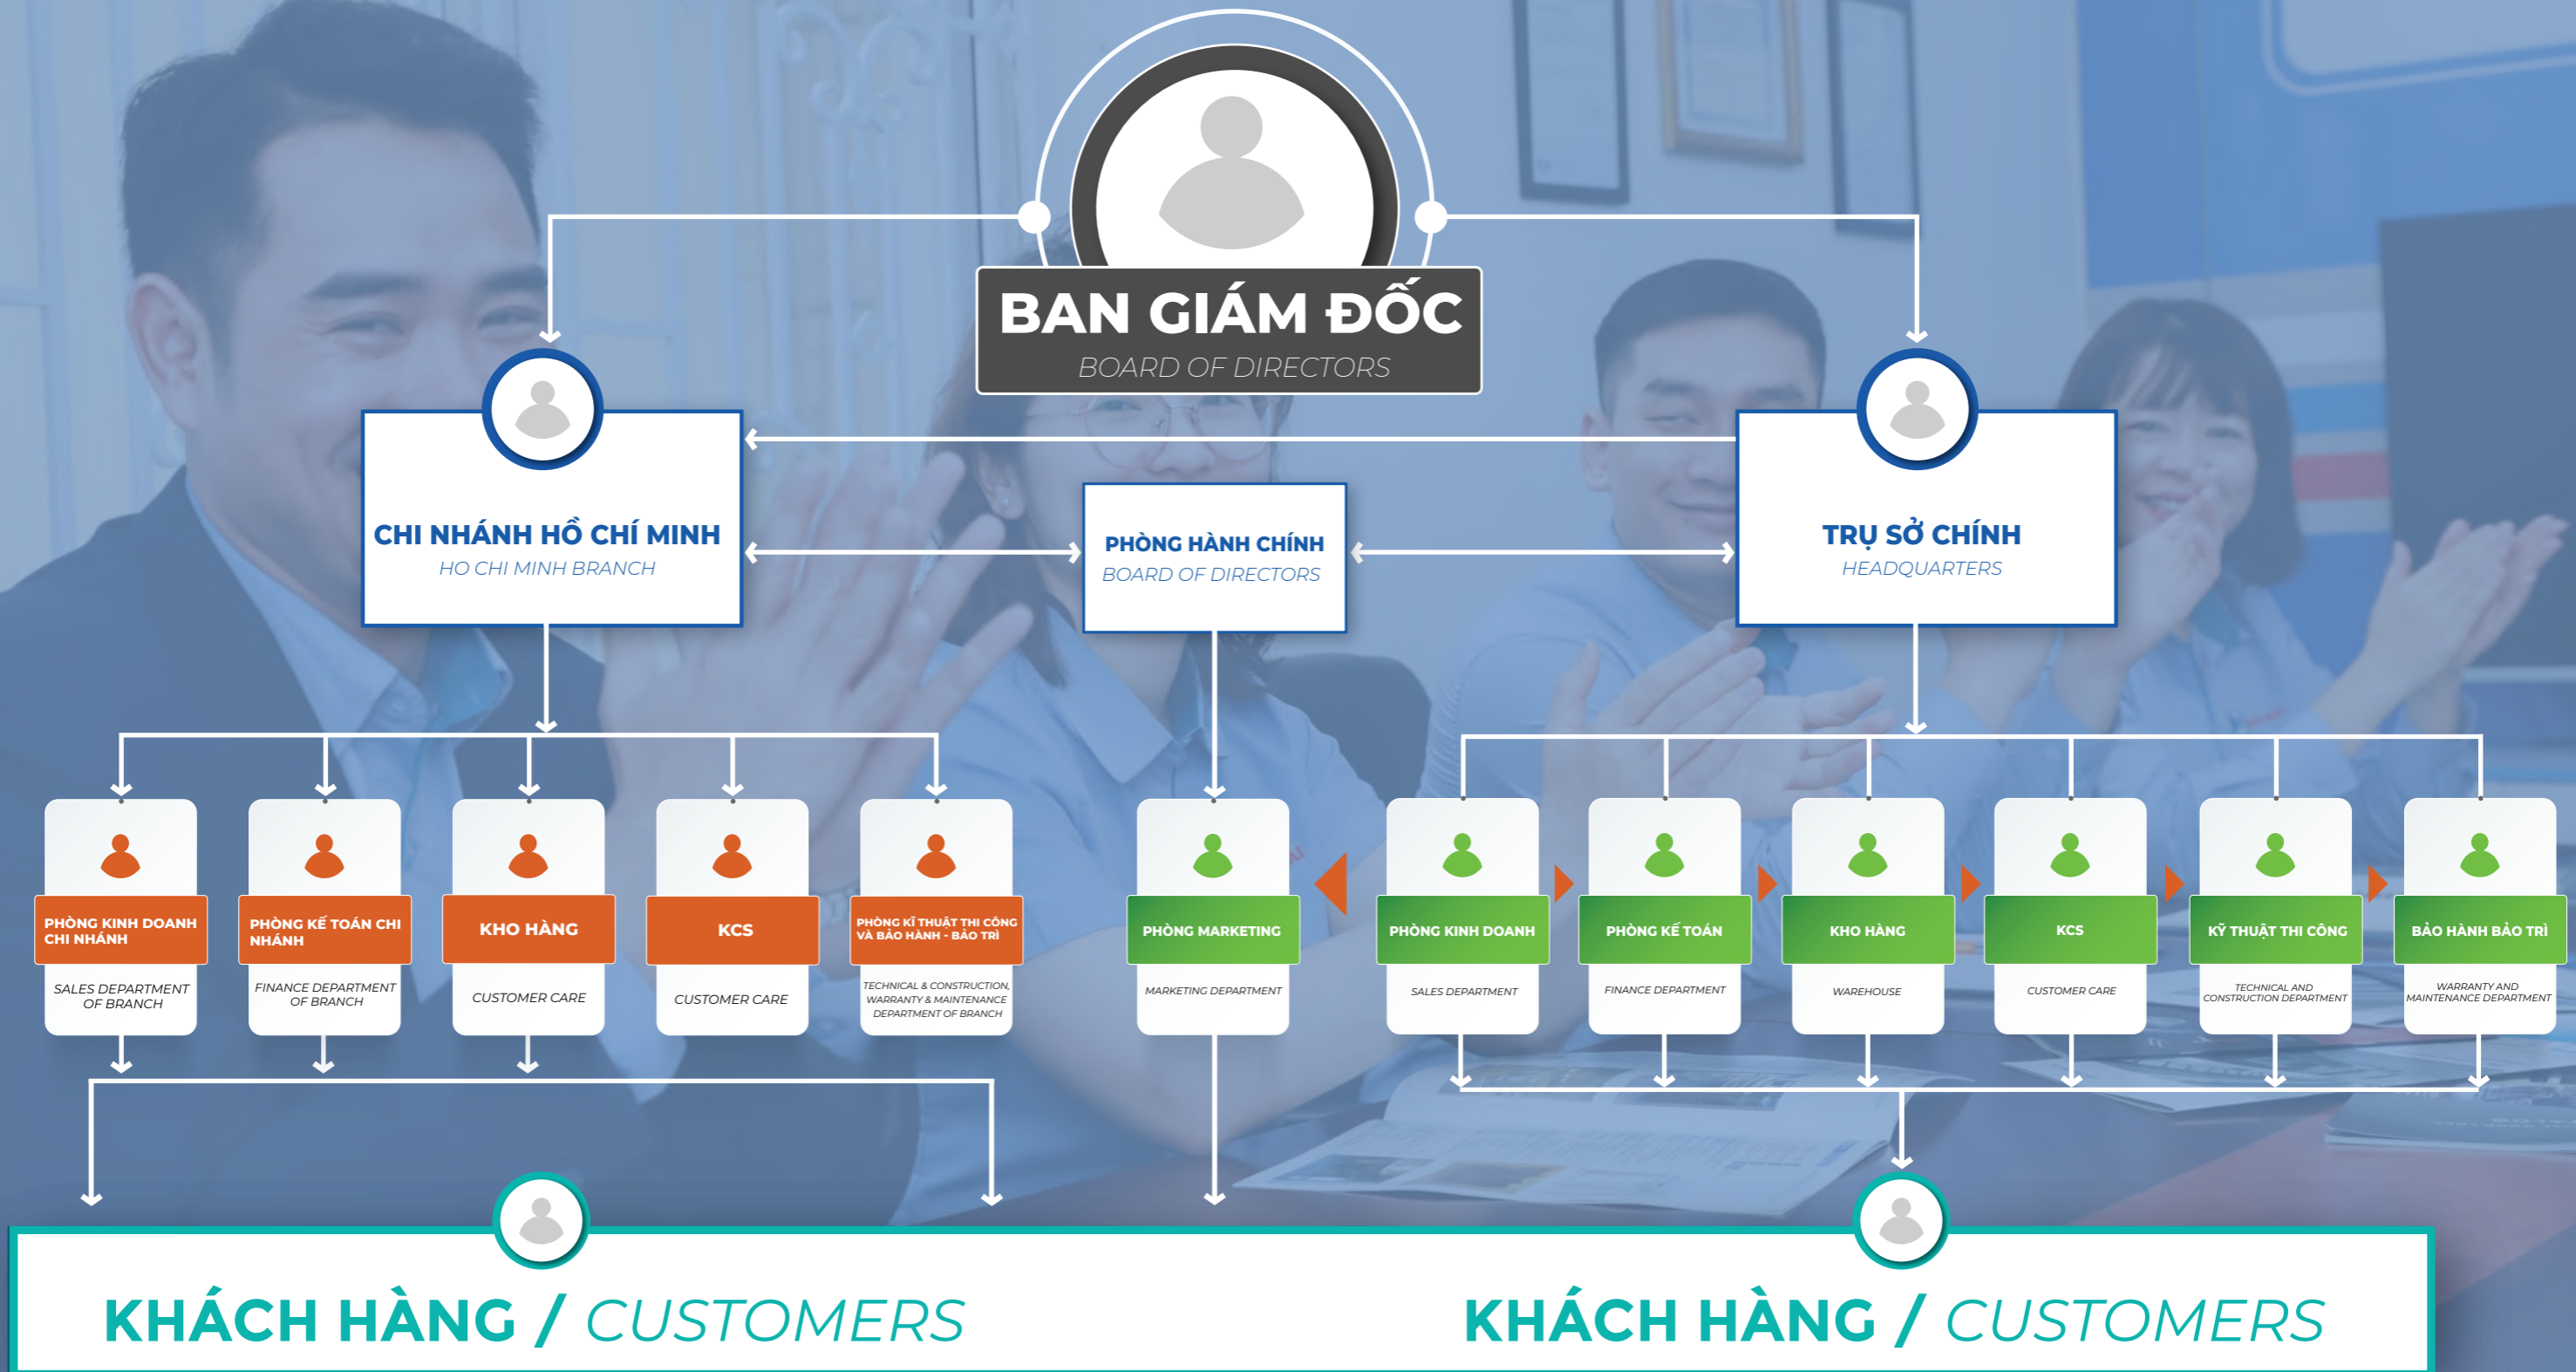 BAN GIÁM ĐỐC
BOARD OF DIRECTORS
CHI NHÁNH HỒ CHÍ MINH
HO CHI MINH BRANCH
PHÒNG HÀNH CHÍNH
BOARD OF DIRECTORS
TRỤ SỞ CHÍNH
HEADQUARTERS
PHÒNG KINH DOANH
CHI NHÁNH
SALES DEPARTMENT
OF BRANCH
PHÒNG KẾ TOÁN CHI
NHÁNH
FINANCE DEPARTMENT
OF BRANCH
KHO HÀNG
CUSTOMER CARE
KCS
CUSTOMER CARE
PHÒNG KĨ THUẬT THI CÔNG
VÀ BẢO HÀNH - BẢO TRÌ
TECHNICAL & CONSTRUCTION,
WARRANTY & MAINTENANCE
DEPARTMENT OF BRANCH
PHÒNG MARKETING
MARKETING DEPARTMENT
PHÒNG KINH DOANH
SALES DEPARTMENT
PHÒNG KẾ TOÁN
FINANCE DEPARTMENT
KHO HÀNG
WAREHOUSE
KCS
CUSTOMER CARE
KỸ THUẬT THI CÔNG
TECHNICAL AND
CONSTRUCTION DEPARTMENT
BẢO HÀNH BẢO TRÌ
WARRANTY AND
MAINTENANCE DEPARTMENT
KHÁCH HÀNG / CUSTOMERS
KHÁCH HÀNG / CUSTOMERS